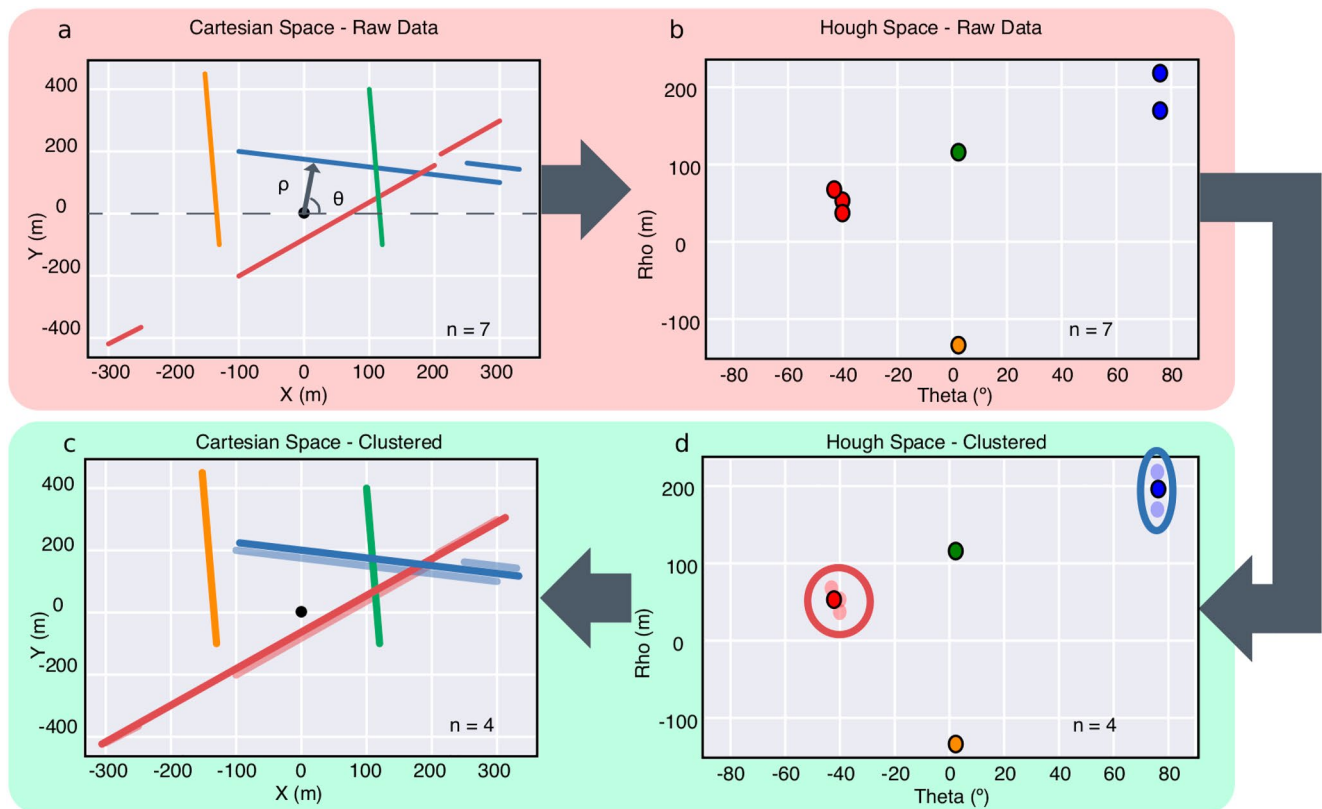 a
Cartesian Space - Raw Data
400
200
0
-200
-400
Y (m)
ρ
θ
n = 7
-300 -200 -100 0 100 200 300
X (m)
b
Hough Space - Raw Data
200
100
0
-100
Rho (m)
n = 7
-80 -60 -40 -20 0 20 40 60 80
Theta (º)
c
Cartesian Space - Clustered
400
200
0
-200
-400
Y (m)
n = 4
-300 -200 -100 0 100 200 300
X (m)
d
Hough Space - Clustered
200
100
0
-100
Rho (m)
n = 4
-80 -60 -40 -20 0 20 40 60 80
Theta (º)